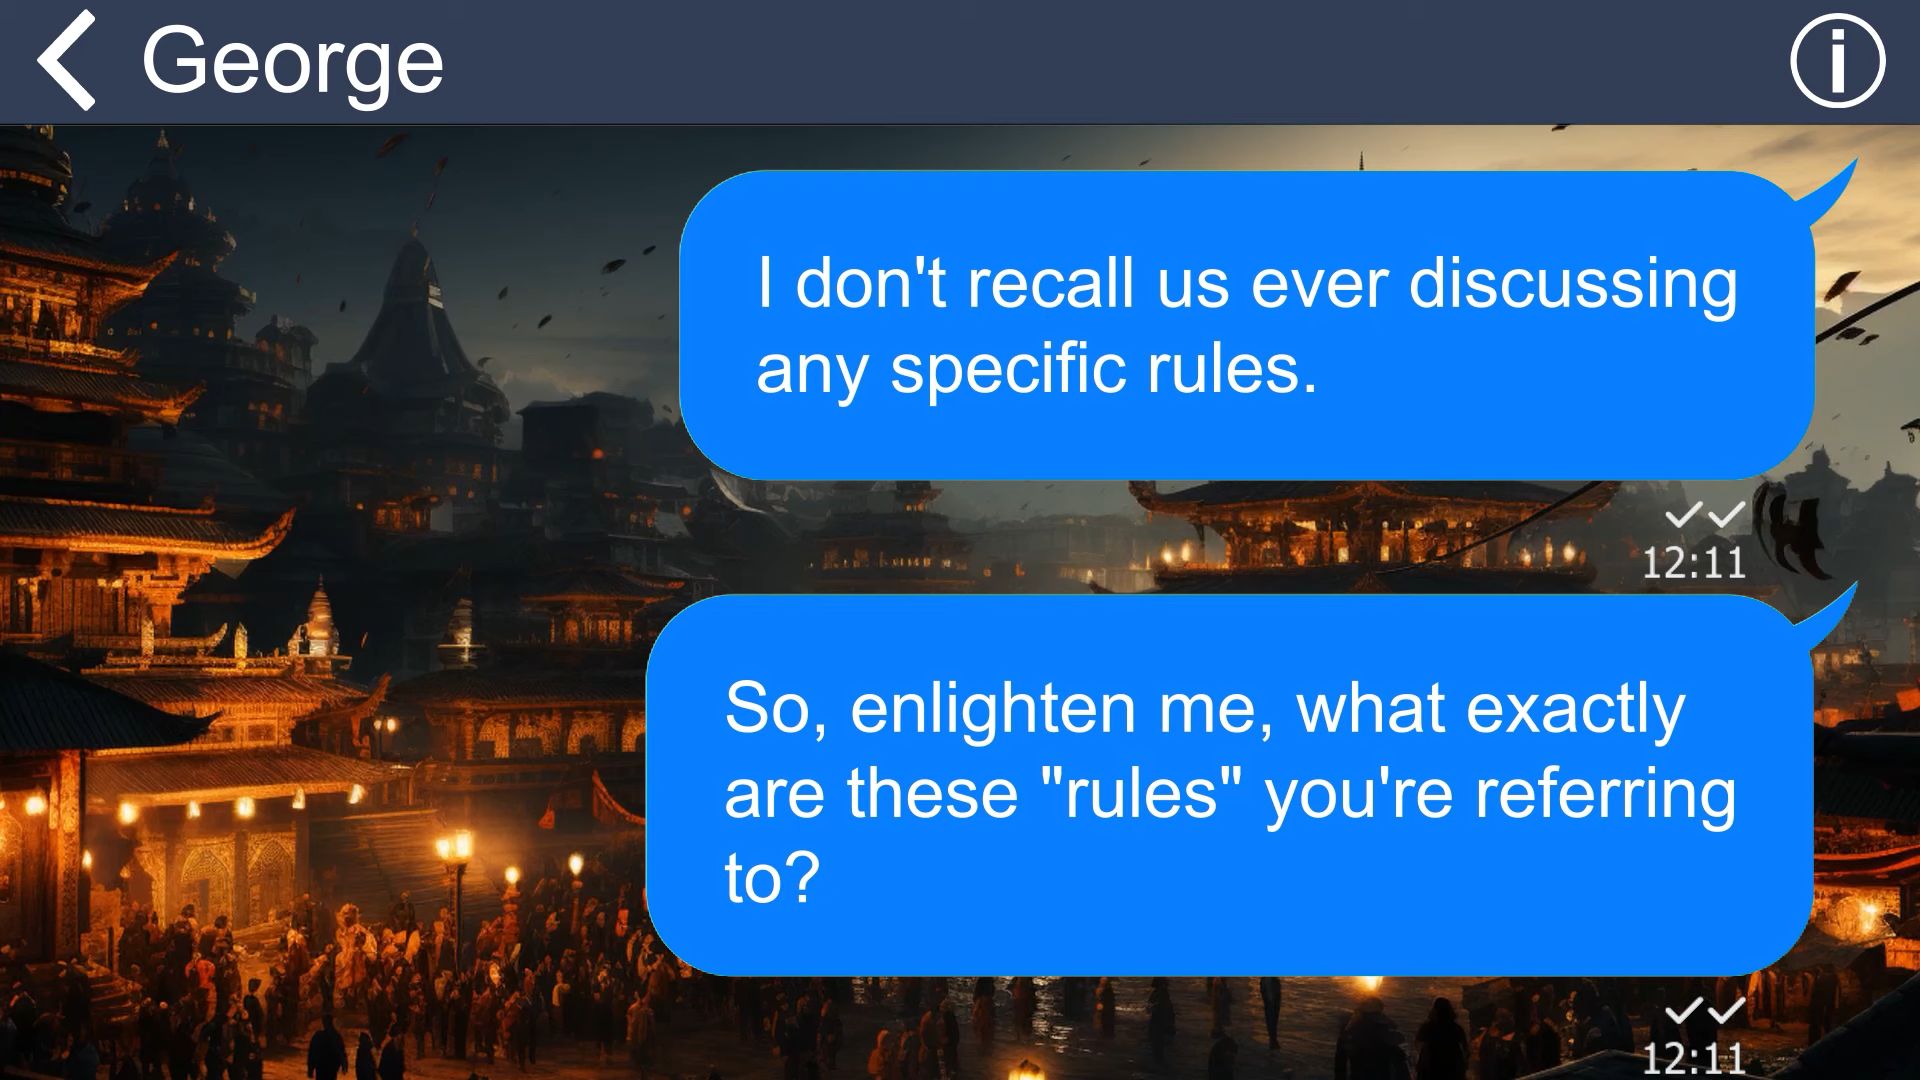 George
I don't recall us ever discussing
any specific rules.
12:11
So, enlighten me, what exactly
are these "rules" you're referring
to?
12:11